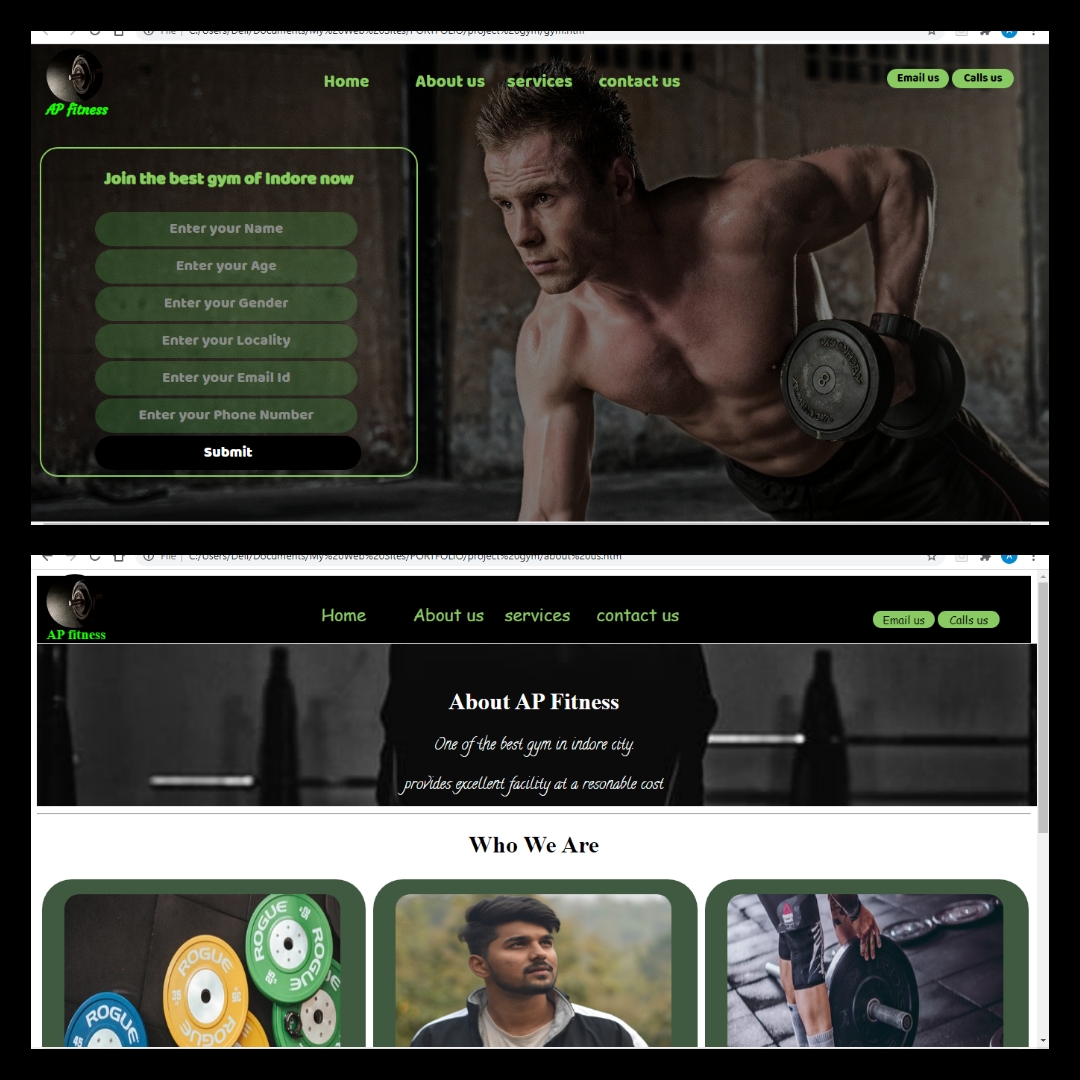 File | C:/Users/Dell/Documents/My%20Web%20Sites/PORTFOLIO/project%20gym/gym.htm
AP fitness
Home About us services contact us
Email us Calls us
Join the best gym of Indore now
Enter your Name
Enter your Age
Enter your Gender
Enter your Locality
Enter your Email Id
Enter your Phone Number
Submit
File | C:/Users/Dell/Documents/My%20Web%20Sites/PORTFOLIO/project%20gym/about%20us.htm
AP fitness
Home About us services contact us
Email us Calls us
About AP Fitness
One of the best gym in indore city.
provides excellent facility at a resonable cost
Who We Are
ROGUE
ROGUE
ROGUE
ROGUE
ROGUE
45
35